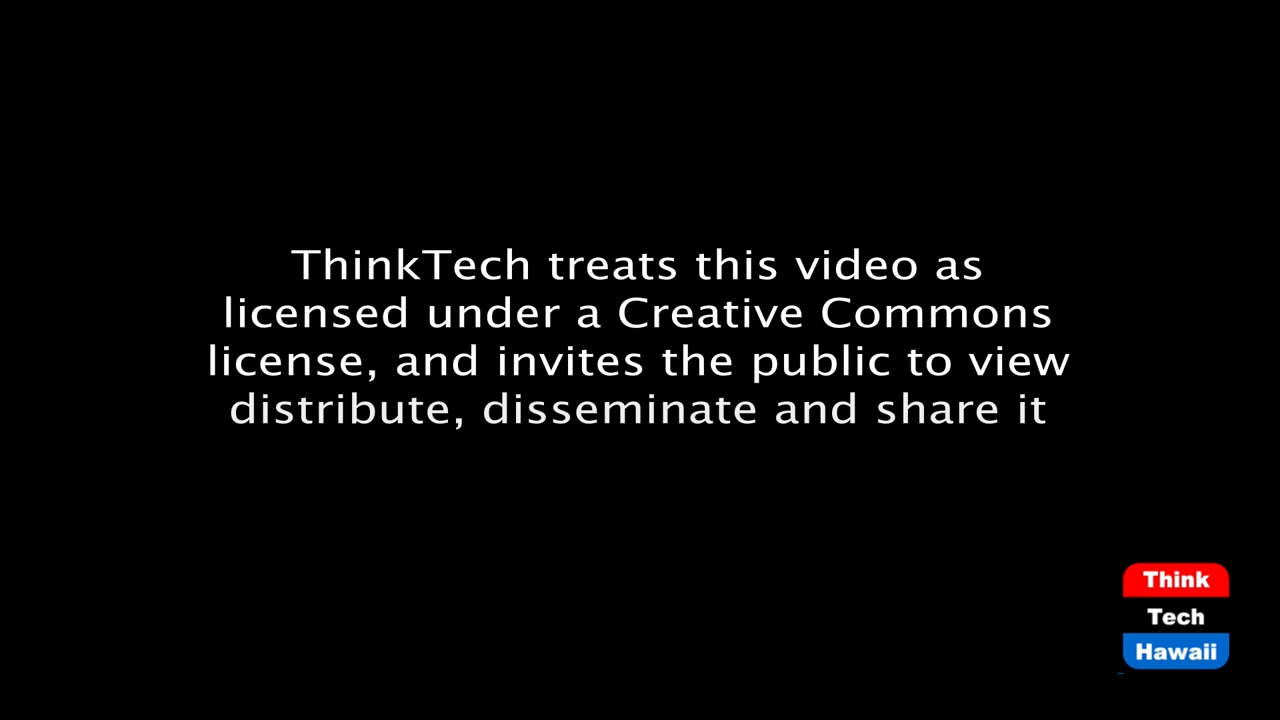 ThinkTech treats this video as
licensed under a Creative Commons
license, and invites the public to view
distribute, disseminate and share it
Think
Tech
Hawaii